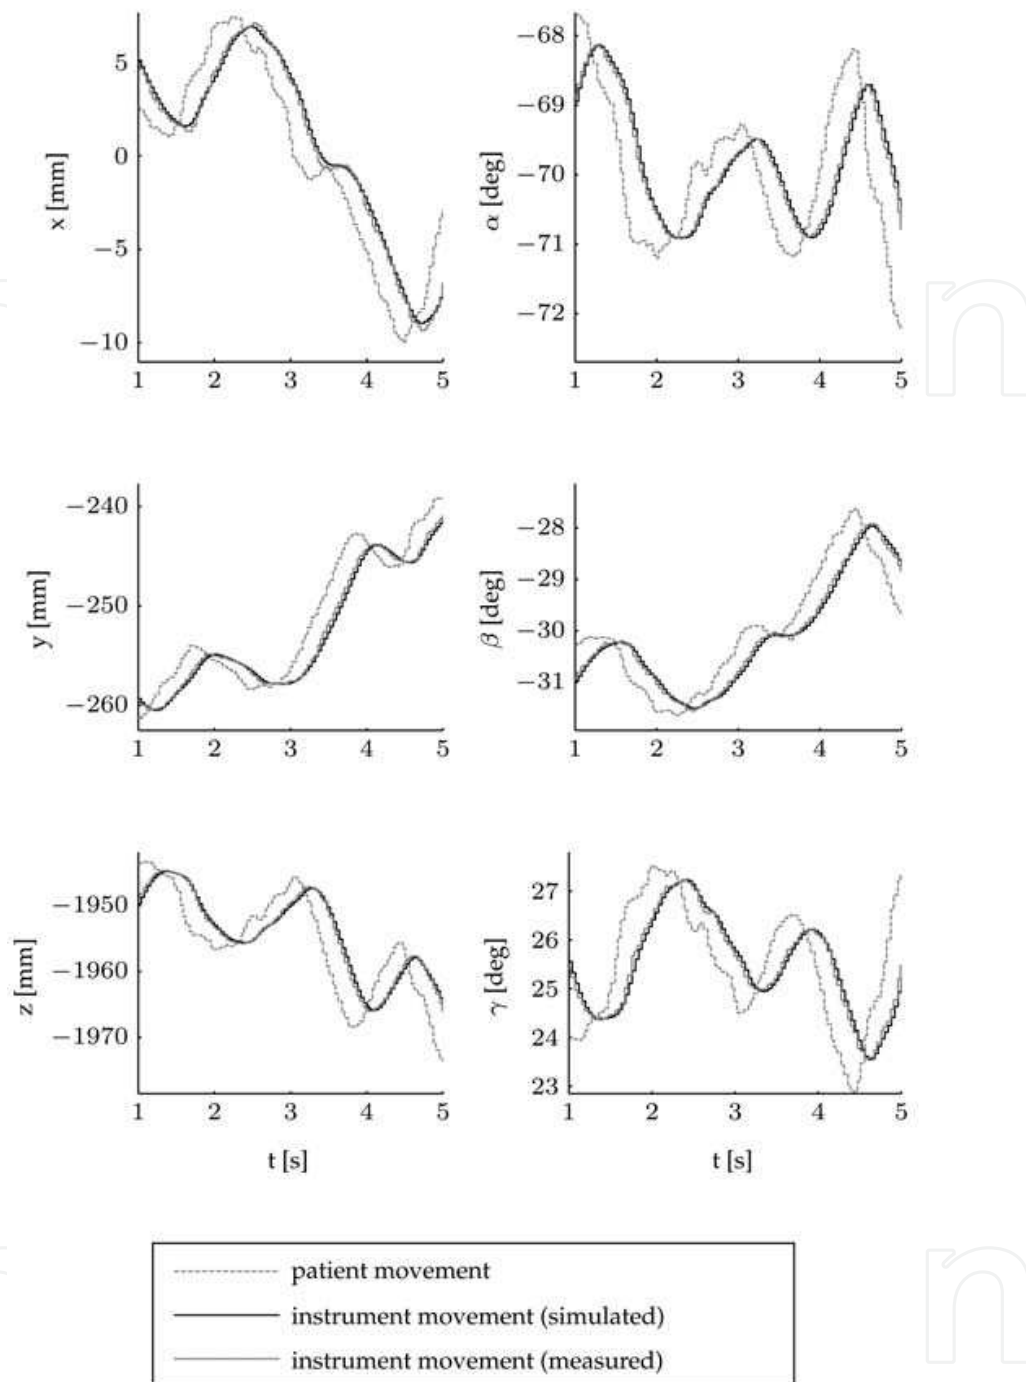 5
0
−5
−10
x [mm]
1 2 3 4 5
−68
−69
−70
−71
−72
α [deg]
1 2 3 4 5
−240
−250
−260
y [mm]
1 2 3 4 5
−28
−29
−30
−31
β [deg]
1 2 3 4 5
−1950
−1960
−1970
z [mm]
1 2 3 4 5
t [s]
27
26
25
24
23
γ [deg]
1 2 3 4 5
t [s]
patient movement
instrument movement (simulated)
instrument movement (measured)
n
n